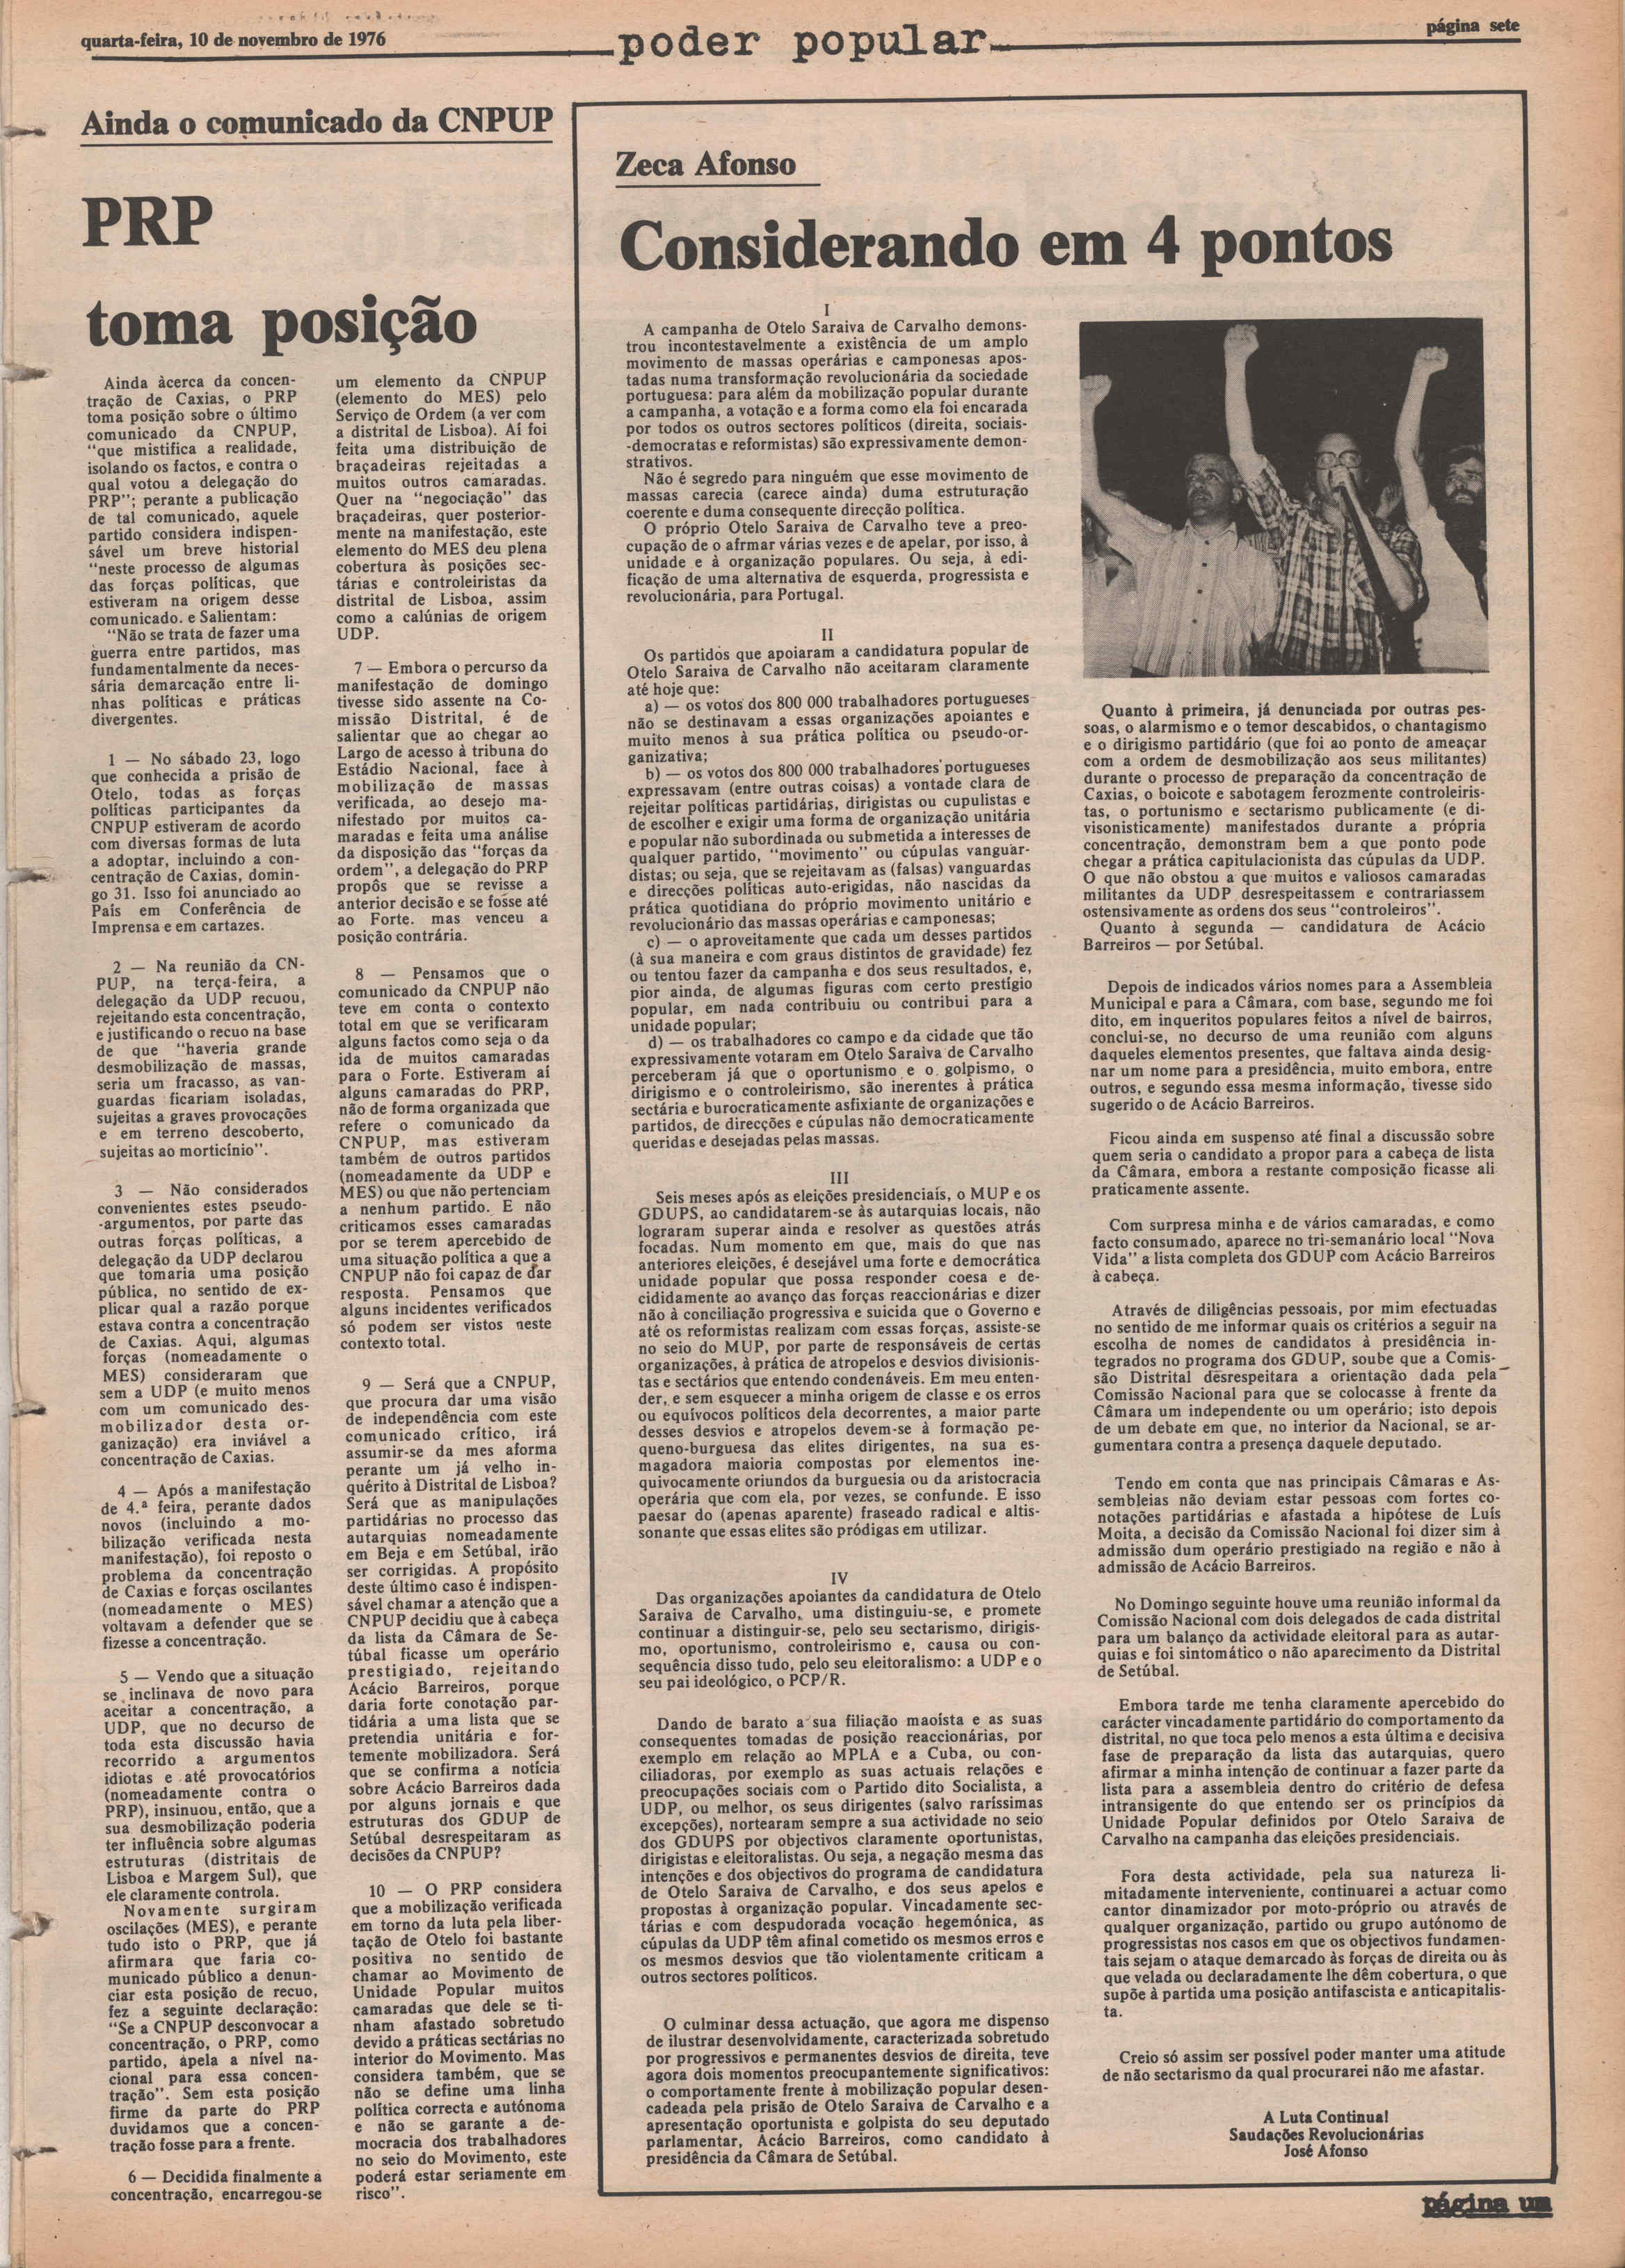 quarta-feira, 10 de novembro de 1976
poder popular
página sete
Ainda o comunicado da CNPUP
PRP
toma posição
Ainda àcerca da concen-
tração de Caxias, o PRP
toma posição sobre o último
comunicado da CNPUP,
“que mistifica a realidade,
isolando os factos, e contra o
qual votou a delegação do
PRP”; perante a publicação
de tal comunicado, aquele
partido considera indispen-
sável um breve historial
“neste processo de algumas
das forças políticas, que
estiveram na origem desse
comunicado. e Salientam:
“Não se trata de fazer uma
guerra entre partidos, mas
fundamentalmente da neces-
sária demarcação entre li-
nhas políticas e práticas
divergentes.
1 — No sábado 23, logo
que conhecida a prisão de
Otelo, todas as forças
políticas participantes da
CNPUP estiveram de acordo
com diversas formas de luta
a adoptar, incluindo a con-
centração de Caxias, domin-
go 31. Isso foi anunciado ao
País em Conferência de
Imprensa e em cartazes.
2 — Na reunião da CN-
PUP, na terça-feira, a
delegação da UDP recuou,
rejeitando esta concentração,
e justificando o recuo na base
de que “haveria grande
desmobilização de massas,
seria um fracasso, as van-
guardas ficariam isoladas,
sujeitas a graves provocações
e em terreno descoberto,
sujeitas ao morticínio”.
3 — Não considerados
convenientes estes pseudo-
-argumentos, por parte das
outras forças políticas, a
delegação da UDP declarou
que tomaria uma posição
pública, no sentido de ex-
plicar qual a razão porque
estava contra a concentração
de Caxias. Aqui, algumas
forças (nomeadamente o
MES) consideraram que
sem a UDP (e muito menos
com um comunicado des-
mobilizador desta or-
ganização) era inviável a
concentração de Caxias.
4 — Após a manifestação
de 4.ª feira, perante dados
novos (incluindo a mo-
bilização verificada nesta
manifestação), foi reposto o
problema da concentração
de Caxias e forças oscilantes
(nomeadamente o MES)
voltavam a defender que se
fizesse a concentração.
5 — Vendo que a situação
se inclinava de novo para
aceitar a concentração, a
UDP, que no decurso de
toda esta discussão havia
recorrido a argumentos
idiotas e até provocatórios
(nomeadamente contra o
PRP), insinuou, então, que a
sua desmobilização poderia
ter influência sobre algumas
estruturas (distritais de
Lisboa e Margem Sul), que
ele claramente controla.
Novamente surgiram
oscilações (MES), e perante
tudo isto o PRP, que já
afirmara que faria co-
municado público a denun-
ciar esta posição de recuo,
fez a seguinte declaração:
“Se a CNPUP desconvocar a
concentração, o PRP, como
partido, apela a nível na-
cional para essa concen-
tração”. Sem esta posição
firme da parte do PRP
duvidamos que a concen-
tração fosse para a frente.
6 — Decidida finalmente a
concentração, encarregou-se
um elemento da CNPUP
(elemento do MES) pelo
Serviço de Ordem (a ver com
a distrital de Lisboa). Aí foi
feita uma distribuição de
braçadeiras rejeitadas a
muitos outros camaradas.
Quer na “negociação” das
braçadeiras, quer posterior-
mente na manifestação, este
elemento do MES deu plena
cobertura às posições sec-
tárias e controleiristas da
distrital de Lisboa, assim
como a calúnias de origem
UDP.
7 — Embora o percurso da
manifestação de domingo
tivesse sido assente na Co-
missão Distrital, é de
salientar que ao chegar ao
Largo de acesso à tribuna do
Estádio Nacional, face à
mobilização de massas
verificada, ao desejo ma-
nifestado por muitos ca-
maradas e feita uma análise
da disposição das “forças da
ordem”, a delegação do PRP
propôs que se revisse a
anterior decisão e se fosse até
ao Forte. mas venceu a
posição contrária.
8 — Pensamos que o
comunicado da CNPUP não
teve em conta o contexto
total em que se verificaram
alguns factos como seja o da
ida de muitos camaradas
para o Forte. Estiveram aí
alguns camaradas do PRP,
não de forma organizada que
refere o comunicado da
CNPUP, mas estiveram
também de outros partidos
(nomeadamente da UDP e
MES) ou que não pertenciam
a nenhum partido. E não
criticamos esses camaradas
por se terem apercebido de
uma situação política a que a
CNPUP não foi capaz de dar
resposta. Pensamos que
alguns incidentes verificados
só podem ser vistos neste
contexto total.
9 — Será que a CNPUP,
que procura dar uma visão
de independência com este
comunicado crítico, irá
assumir-se da mes aforma
perante um já velho in-
quérito à Distrital de Lisboa?
Será que as manipulações
partidárias no processo das
autarquias nomeadamente
em Beja e em Setúbal, irão
ser corrigidas. A propósito
deste último caso é indispen-
sável chamar a atenção que a
CNPUP decidiu que à cabeça
da lista da Câmara de Se-
túbal ficasse um operário
prestigiado, rejeitando
Acácio Barreiros, porque
daria forte conotação par-
tidária a uma lista que se
pretendia unitária e for-
temente mobilizadora. Será
que se confirma a notícia
sobre Acácio Barreiros dada
por alguns jornais e que
estruturas dos GDUP de
Setúbal desrespeitaram as
decisões da CNPUP?
10 — O PRP considera
que a mobilização verificada
em torno da luta pela liber-
tação de Otelo foi bastante
positiva no sentido de
chamar ao Movimento de
Unidade Popular muitos
camaradas que dele se ti-
nham afastado sobretudo
devido a práticas sectárias no
interior do Movimento. Mas
considera também, que se
não se define uma linha
política correcta e autónoma
e não se garante a de-
mocracia dos trabalhadores
no seio do Movimento, este
poderá estar seriamente em
risco”.
Zeca Afonso
Considerando em 4 pontos
I
A campanha de Otelo Saraiva de Carvalho demons-
trou incontestavelmente a existência de um amplo
movimento de massas operárias e camponesas apos-
tadas numa transformação revolucionária da sociedade
portuguesa: para além da mobilização popular durante
a campanha, a votação e a forma como ela foi encarada
por todos os outros sectores políticos (direita, sociais-
-democratas e reformistas) são expressivamente demon-
strativos.
Não é segredo para ninguém que esse movimento de
massas carecia (carece ainda) duma estruturação
coerente e duma consequente direcção política.
O próprio Otelo Saraiva de Carvalho teve a preo-
cupação de o afrmar várias vezes e de apelar, por isso, à
unidade e à organização populares. Ou seja, à edi-
ficação de uma alternativa de esquerda, progressista e
revolucionária, para Portugal.
II
Os partidos que apoiaram a candidatura popular de
Otelo Saraiva de Carvalho não aceitaram claramente
até hoje que:
a) — os votos dos 800 000 trabalhadores portugueses
não se destinavam a essas organizações apoiantes e
muito menos à sua prática política ou pseudo-or-
ganizativa;
b) — os votos dos 800 000 trabalhadores portugueses
expressavam (entre outras coisas) a vontade clara de
rejeitar políticas partidárias, dirigistas ou cupulistas e
de escolher e exigir uma forma de organização unitária
e popular não subordinada ou submetida a interesses de
qualquer partido, “movimento” ou cúpulas vanguar-
distas; ou seja, que se rejeitavam as (falsas) vanguardas
e direcções políticas auto-erigidas, não nascidas da
prática quotidiana do próprio movimento unitário e
revolucionário das massas operárias e camponesas;
c) — o aproveitamento que cada um desses partidos
(à sua maneira e com graus distintos de gravidade) fez
ou tentou fazer da campanha e dos seus resultados, e,
pior ainda, de algumas figuras com certo prestígio
popular, em nada contribuiu ou contribui para a
unidade popular;
d) — os trabalhadores co campo e da cidade que tão
expressivamente votaram em Otelo Saraiva de Carvalho
perceberam já que o oportunismo e o golpismo, o
dirigismo e o controleirismo, são inerentes à prática
sectária e burocraticamente asfixiante de organizações e
partidos, de direcções e cúpulas não democraticamente
queridas e desejadas pelas massas.
III
Seis meses após as eleições presidenciais, o MUP e os
GDUPS, ao candidatarem-se às autarquias locais, não
lograram superar ainda e resolver as questões atrás
focadas. Num momento em que, mais do que nas
anteriores eleições, é desejável uma forte e democrática
unidade popular que possa responder coesa e de-
cididamente ao avanço das forças reaccionárias e dizer
não à conciliação progressiva e suicida que o Governo e
até os reformistas realizam com essas forças, assiste-se
no seio do MUP, por parte de responsáveis de certas
organizações, à prática de atropelos e desvios divisionis-
tas e sectários que entendo condenáveis. Em meu enten-
der, e sem esquecer a minha origem de classe e os erros
ou equívocos políticos dela decorrentes, a maior parte
desses desvios e atropelos devem-se à formação pe-
queno-burguesa das elites dirigentes, na sua es-
magadora maioria compostas por elementos ine-
quivocamente oriundos da burguesia ou da aristocracia
operária que com ela, por vezes, se confunde. E isso
paesar do (apenas aparente) fraseado radical e altis-
sonante que essas elites são pródigas em utilizar.
IV
Das organizações apoiantes da candidatura de Otelo
Saraiva de Carvalho, uma distinguiu-se, e promete
continuar a distinguir-se, pelo seu sectarismo, dirigis-
mo, oportunismo, controleirismo e, causa ou con-
sequência disso tudo, pelo seu eleitoralismo: a UDP e o
seu pai ideológico, o PCP/R.
Dando de barato a sua filiação maoísta e as suas
consequentes tomadas de posição reaccionárias, por
exemplo em relação ao MPLA e a Cuba, ou con-
ciliadoras, por exemplo as suas actuais relações e
preocupações sociais com o Partido dito Socialista, a
UDP, ou melhor, os seus dirigentes (salvo raríssimas
excepções), nortearam sempre a sua actividade no seio
dos GDUPS por objectivos claramente oportunistas,
dirigistas e eleitoralistas. Ou seja, a negação mesma das
intenções e dos objectivos do programa de candidatura
de Otelo Saraiva de Carvalho, e dos seus apelos e
propostas à organização popular. Vincadamente sec-
tárias e com despudorada vocação hegemónica, as
cúpulas da UDP têm afinal cometido os mesmos erros e
os mesmos desvios que tão violentamente criticam a
outros sectores políticos.
O culminar dessa actuação, que agora me dispenso
de ilustrar desenvolvidamente, caracterizada sobretudo
por progressivos e permanentes desvios de direita, teve
agora dois momentos preocupantemente significativos:
o comportamente frente à mobilização popular desen-
cadeada pela prisão de Otelo Saraiva de Carvalho e a
apresentação oportunista e golpista do seu deputado
parlamentar, Acácio Barreiros, como candidato à
presidência da Câmara de Setúbal.
Quanto à primeira, já denunciada por outras pes-
soas, o alarmismo e o temor descabidos, o chantagismo
e o dirigismo partidário (que foi ao ponto de ameaçar
com a ordem de desmobilização aos seus militantes)
durante o processo de preparação da concentração de
Caxias, o boicote e sabotagem ferozmente controleiris-
tas, o portunismo e sectarismo publicamente (e di-
visonisticamente) manifestados durante a própria
concentração, demonstram bem a que ponto pode
chegar a prática capitulacionista das cúpulas da UDP.
O que não obstou a que muitos e valiosos camaradas
militantes da UDP desrespeitassem e contrariassem
ostensivamente as ordens dos seus “controleiros”.
Quanto à segunda — candidatura de Acácio
Barreiros — por Setúbal.
Depois de indicados vários nomes para a Assembleia
Municipal e para a Câmara, com base, segundo me foi
dito, em inqueritos populares feitos a nível de bairros,
conclui-se, no decurso de uma reunião com alguns
daqueles elementos presentes, que faltava ainda desig-
nar um nome para a presidência, muito embora, entre
outros, e segundo essa mesma informação, tivesse sido
sugerido o de Acácio Barreiros.
Ficou ainda em suspenso até final a discussão sobre
quem seria o candidato a propor para a cabeça de lista
da Câmara, embora a restante composição ficasse ali
praticamente assente.
Com surpresa minha e de vários camaradas, e como
facto consumado, aparece no tri-semanário local “Nova
Vida” a lista completa dos GDUP com Acácio Barreiros
à cabeça.
Através de diligências pessoais, por mim efectuadas
no sentido de me informar quais os critérios a seguir na
escolha de nomes de candidatos à presidência in-
tegrados no programa dos GDUP, soube que a Comis-
são Distrital desrespeitara a orientação dada pela
Comissão Nacional para que se colocasse à frente da
Câmara um independente ou um operário; isto depois
de um debate em que, no interior da Nacional, se ar-
gumentara contra a presença daquele deputado.
Tendo em conta que nas principais Câmaras e As-
sembleias não deviam estar pessoas com fortes co-
notações partidárias e afastada a hipótese de Luís
Moita, a decisão da Comissão Nacional foi dizer sim à
admissão dum operário prestigiado na região e não à
admissão de Acácio Barreiros.
No Domingo seguinte houve uma reunião informal da
Comissão Nacional com dois delegados de cada distrital
para um balanço da actividade eleitoral para as autar-
quias e foi sintomático o não aparecimento da Distrital
de Setúbal.
Embora tarde me tenha claramente apercebido do
carácter vincadamente partidário do comportamento da
distrital, no que toca pelo menos a esta última e decisiva
fase de preparação da lista das autarquias, quero
afirmar a minha intenção de continuar a fazer parte da
lista para a assembleia dentro do critério de defesa
intransigente do que entendo ser os princípios da
Unidade Popular definidos por Otelo Saraiva de
Carvalho na campanha das eleições presidenciais.
Fora desta actividade, pela sua natureza li-
mitadamente interveniente, continuarei a actuar como
cantor dinamizador por moto-próprio ou através de
qualquer organização, partido ou grupo autónomo de
progressistas nos casos em que os objectivos fundamen-
tais sejam o ataque demarcado às forças de direita ou às
que velada ou declaradamente lhe dêm cobertura, o que
supõe à partida uma posição antifascista e anticapitalis-
ta.
Creio só assim ser possível poder manter uma atitude
de não sectarismo da qual procurarei não me afastar.
A Luta Continua!
Saudações Revolucionárias
José Afonso
página um